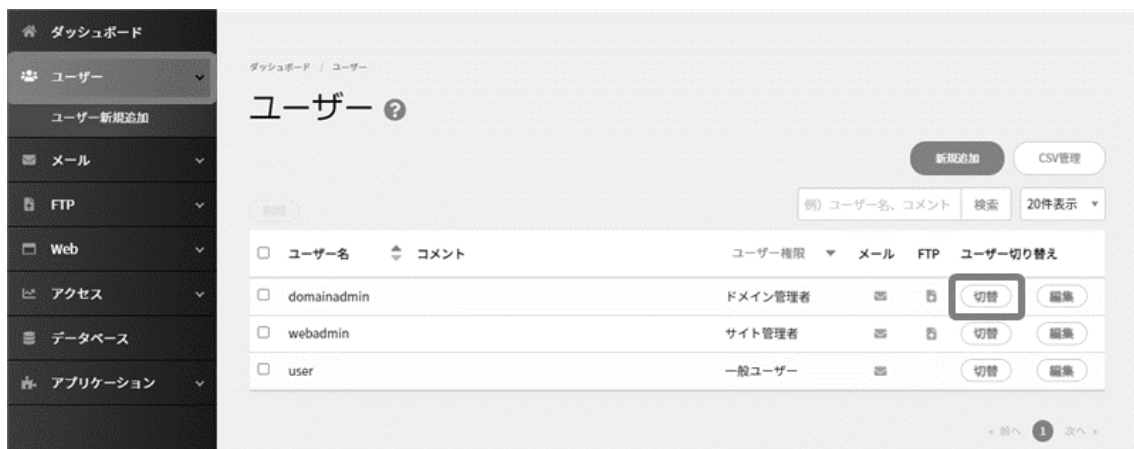 ダッシュボード
ユーザー
ユーザー新規追加
メール
FTP
Web
アクセス
データベース
アプリケーション
ダッシュボード / ユーザー
ユーザー ?
新規追加 CSV管理
削除 例）ユーザー名、コメント 検索 20件表示
ユーザー名 コメント ユーザー権限 メール FTP ユーザー切り替え
domainadmin ドメイン管理者 切替 編集
webadmin サイト管理者 切替 編集
user 一般ユーザー 切替 編集
« 前へ 1 次へ »